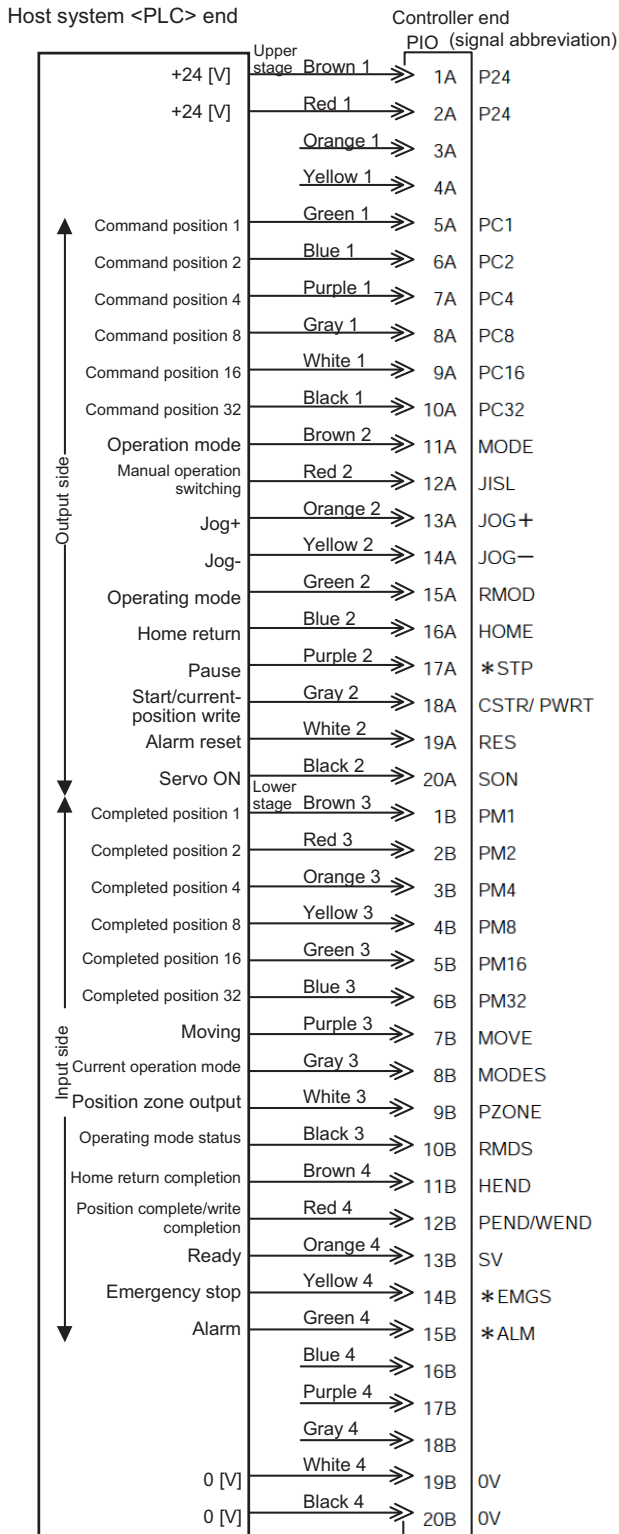 Host system <PLC> end
Controller end
PIO (signal abbreviation)
Upper
stage
+24 [V] Brown 1 1A P24
+24 [V] Red 1 2A P24
Orange 1 3A
Yellow 1 4A
Output side
Command position 1 Green 1 5A PC1
Command position 2 Blue 1 6A PC2
Command position 4 Purple 1 7A PC4
Command position 8 Gray 1 8A PC8
Command position 16 White 1 9A PC16
Command position 32 Black 1 10A PC32
Operation mode Brown 2 11A MODE
Manual operation
switching Red 2 12A JISL
Jog+ Orange 2 13A JOG+
Jog- Yellow 2 14A JOG−
Operating mode Green 2 15A RMOD
Home return Blue 2 16A HOME
Pause Purple 2 17A *STP
Start/current-
position write Gray 2 18A CSTR/ PWRT
Alarm reset White 2 19A RES
Servo ON Black 2 20A SON
Lower
stage
Input side
Completed position 1 Brown 3 1B PM1
Completed position 2 Red 3 2B PM2
Completed position 4 Orange 3 3B PM4
Completed position 8 Yellow 3 4B PM8
Completed position 16 Green 3 5B PM16
Completed position 32 Blue 3 6B PM32
Moving Purple 3 7B MOVE
Current operation mode Gray 3 8B MODES
Position zone output White 3 9B PZONE
Operating mode status Black 3 10B RMDS
Home return completion Brown 4 11B HEND
Position complete/write
completion Red 4 12B PEND/WEND
Ready Orange 4 13B SV
Emergency stop Yellow 4 14B *EMGS
Alarm Green 4 15B *ALM
Blue 4 16B
Purple 4 17B
Gray 4 18B
0 [V] White 4 19B 0V
0 [V] Black 4 20B 0V